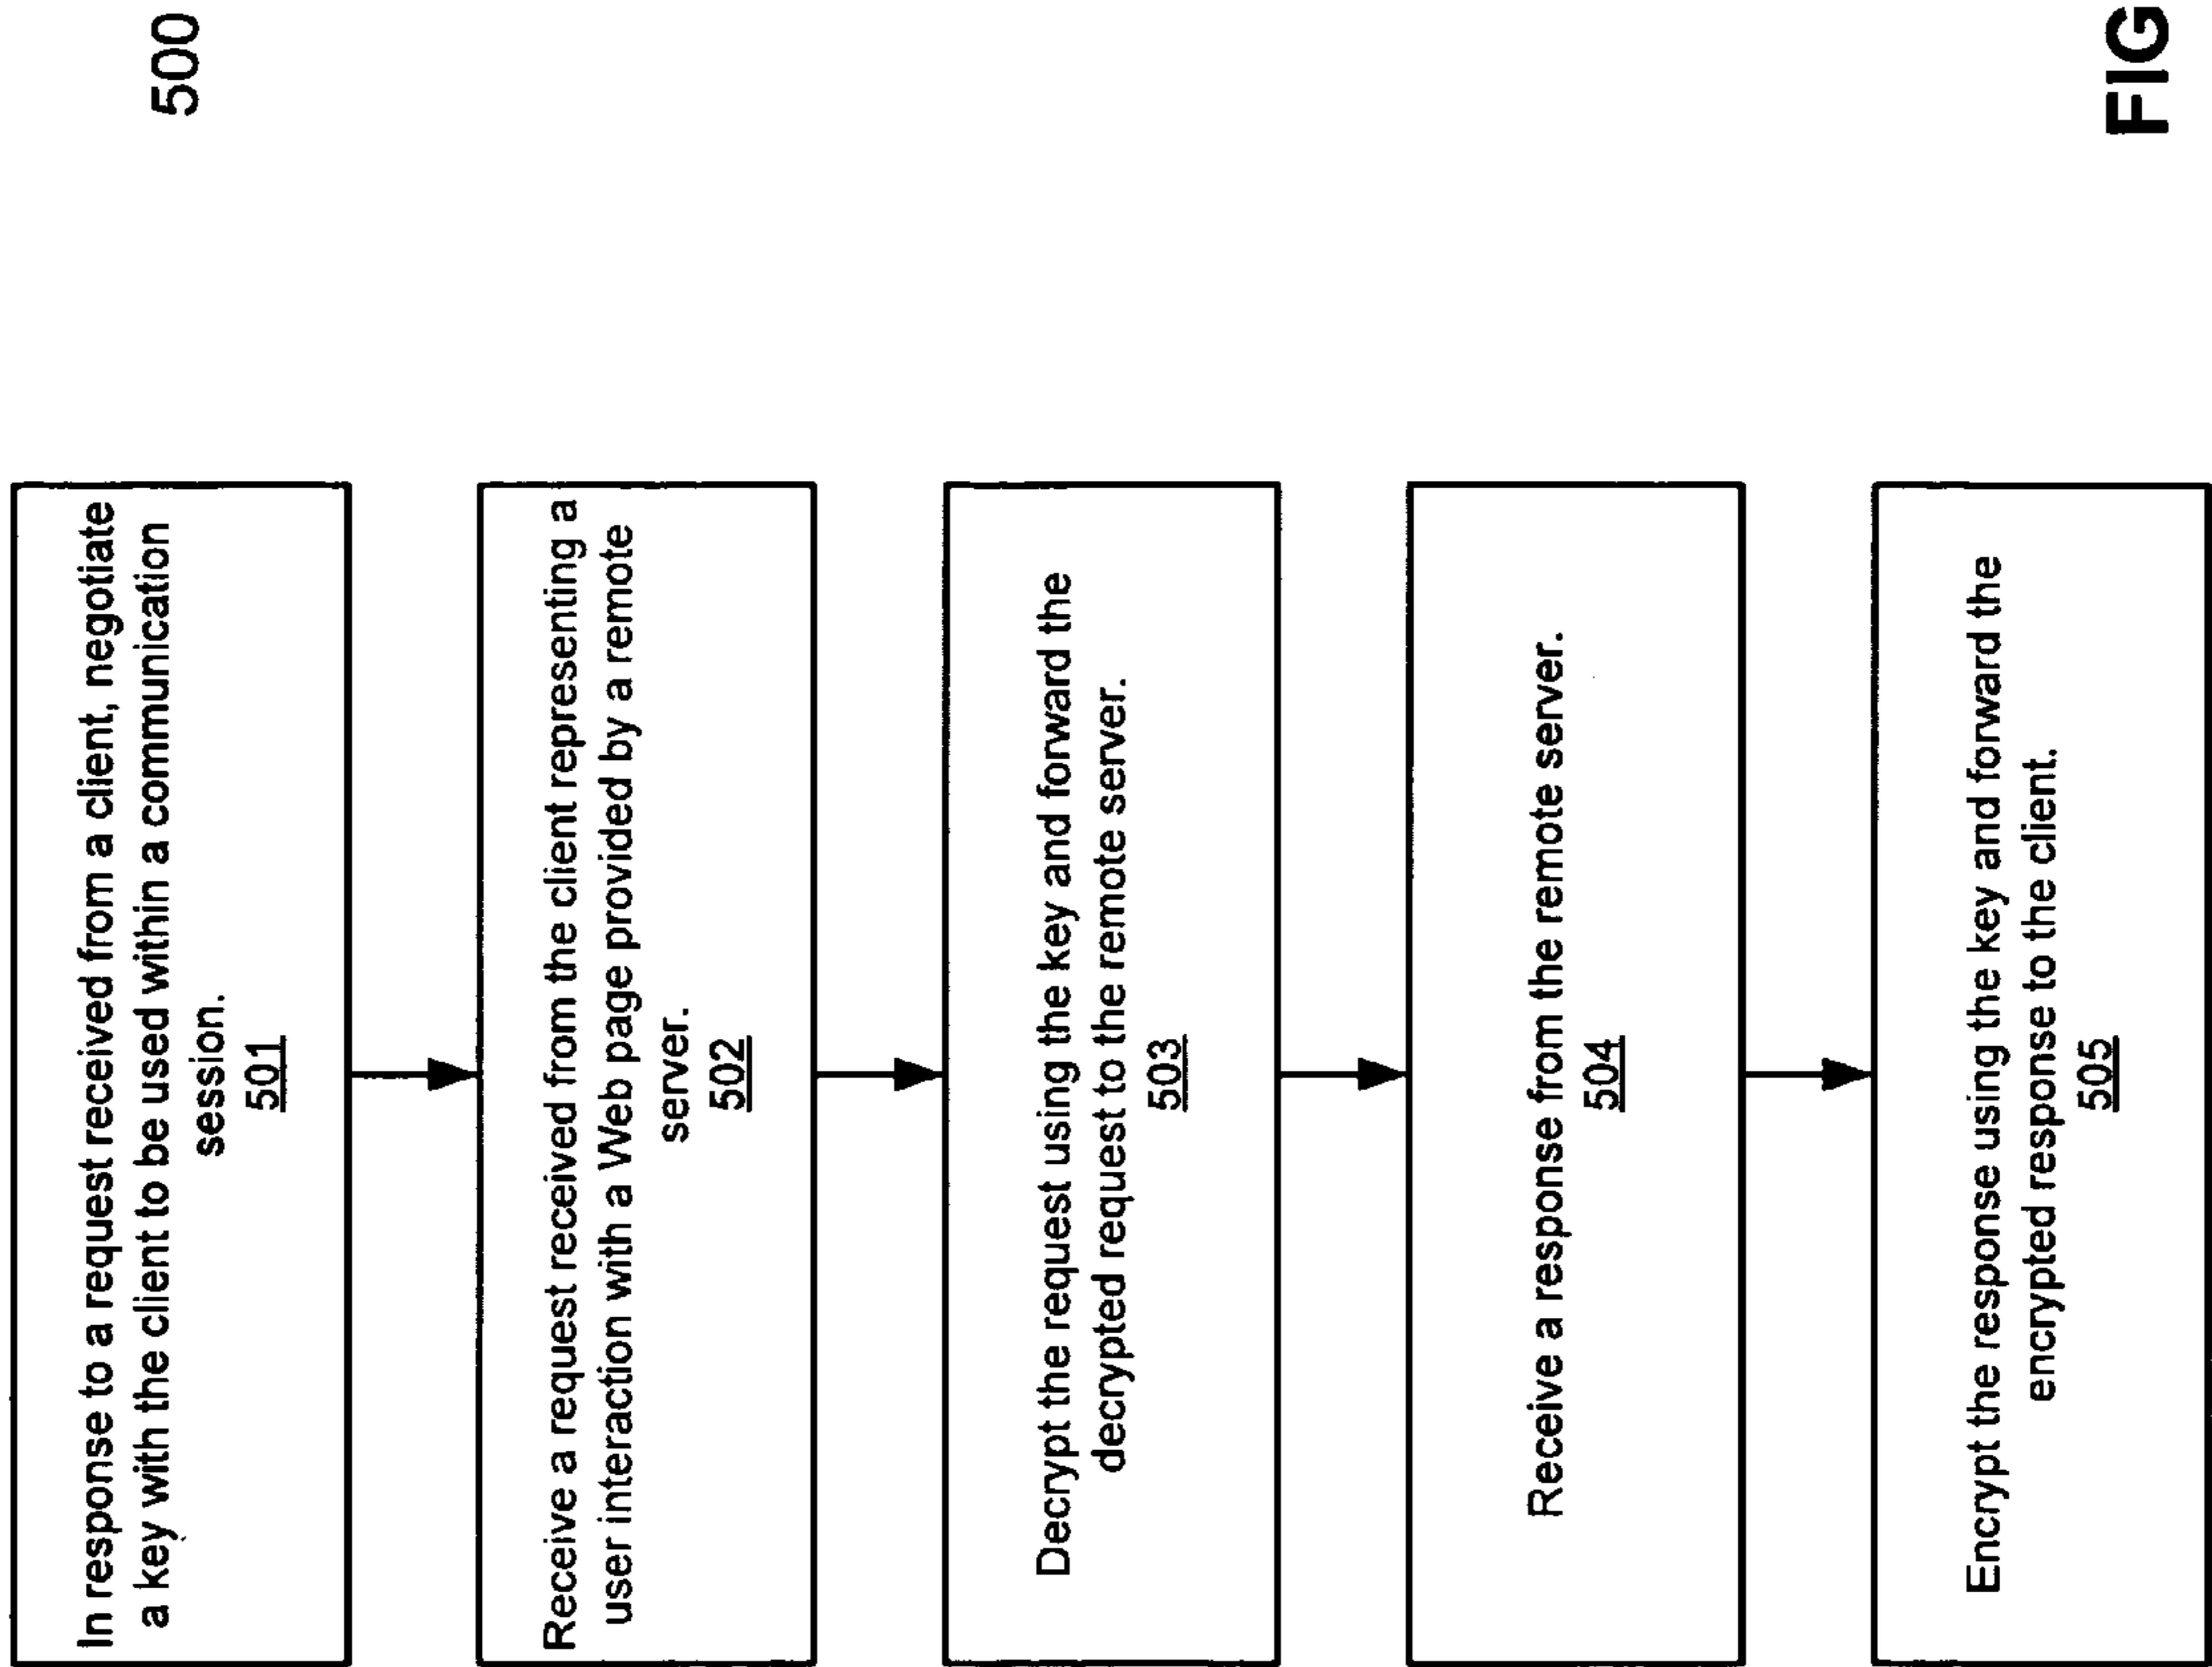 500
In response to a request received from a client, negotiate
a key with the client to be used within a communication
session.
501
Receive a request received from the client representing a
user interaction with a Web page provided by a remote
server.
502
Decrypt the request using the key and forward the
decrypted request to the remote server.
503
Receive a response from the remote server.
504
Encrypt the response using the key and forward the
encrypted response to the client.
505
FIG